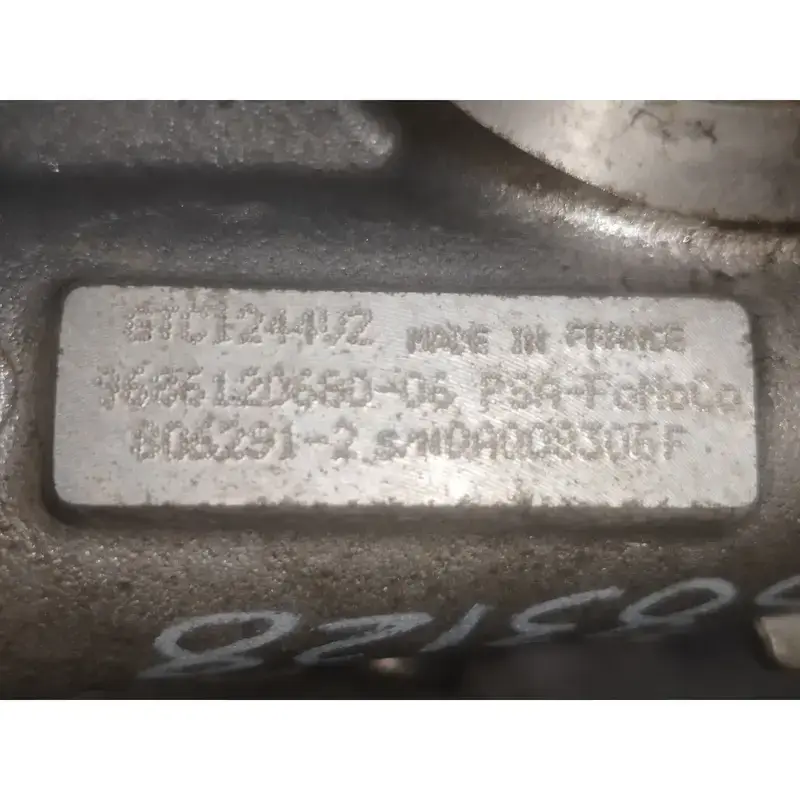 GTC1244VZ MADE IN FRANCE
9686120680-06 PSA-FoMoCo
806291-2 S/N